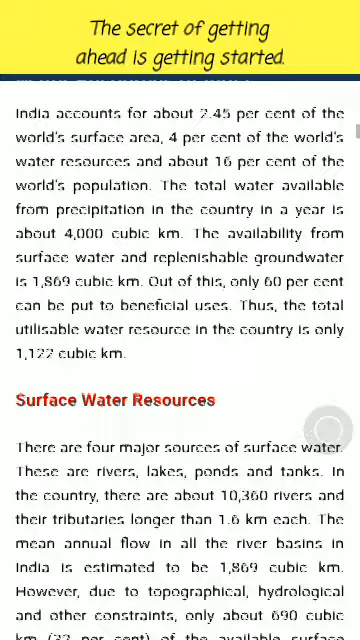 The secret of getting
ahead is getting started.
India accounts for about 2.45 per cent of the
world's surface area, 4 per cent of the world's
water resources and about 16 per cent of the
world's population. The total water available
from precipitation in the country in a year is
about 4,000 cubic km. The availability from
surface water and replenishable groundwater
is 1,869 cubic km. Out of this, only 60 per cent
can be put to beneficial uses. Thus, the total
utilisable water resource in the country is only
1,122 cubic km.
Surface Water Resources
There are four major sources of surface water.
These are rivers, lakes, ponds and tanks. In
the country, there are about 10,360 rivers and
their tributaries longer than 1.6 km each. The
mean annual flow in all the river basins in
India is estimated to be 1,869 cubic km.
However, due to topographical, hydrological
and other constraints, only about 690 cubic
km (32 per cent) of the available surface